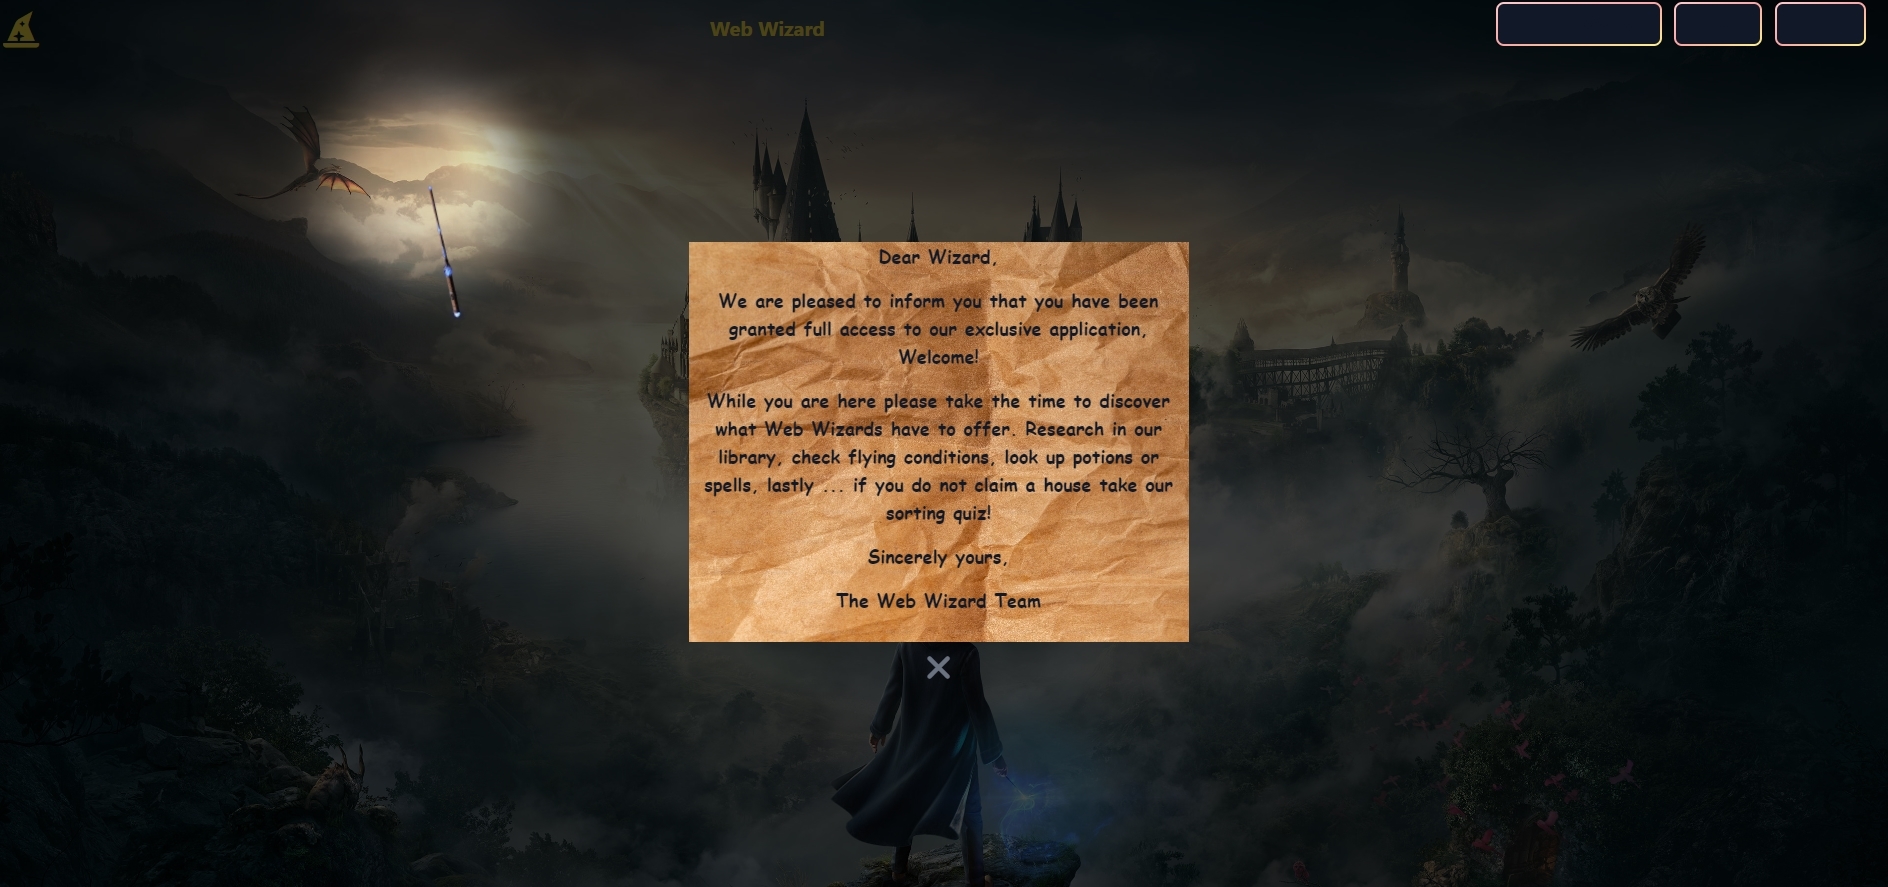 Web Wizard
Dear Wizard,
We are pleased to inform you that you have been
granted full access to our exclusive application,
Welcome!
While you are here please take the time to discover
what Web Wizards have to offer. Research in our
library, check flying conditions, look up potions or
spells, lastly ... if you do not claim a house take our
sorting quiz!
Sincerely yours,
The Web Wizard Team